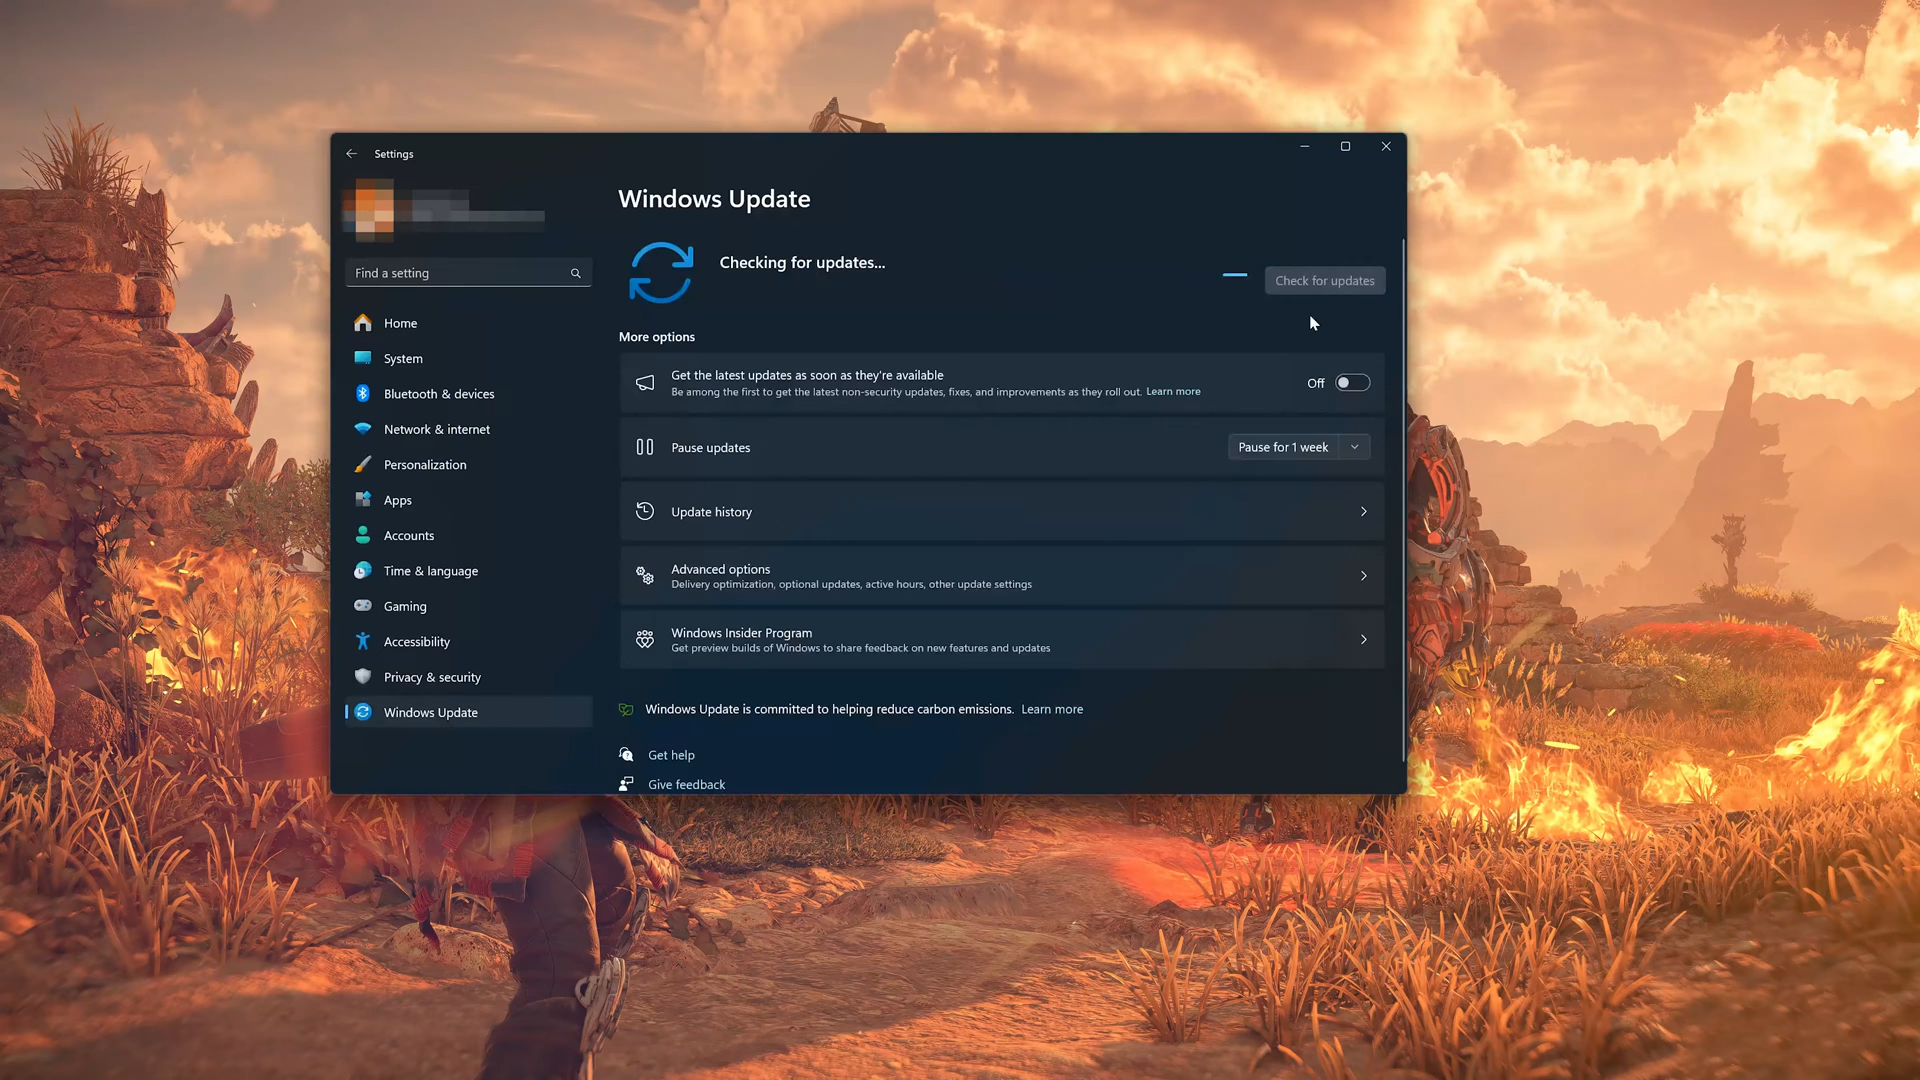 Settings
Find a setting
Home
System
Bluetooth & devices
Network & internet
Personalization
Apps
Accounts
Time & language
Gaming
Accessibility
Privacy & security
Windows Update
Windows Update
Checking for updates...
Check for updates
More options
Get the latest updates as soon as they're available
Be among the first to get the latest non-security updates, fixes, and improvements as they roll out. Learn more
Off
Pause updates
Pause for 1 week
Update history
Advanced options
Delivery optimization, optional updates, active hours, other update settings
Windows Insider Program
Get preview builds of Windows to share feedback on new features and updates
Windows Update is committed to helping reduce carbon emissions. Learn more
Get help
Give feedback